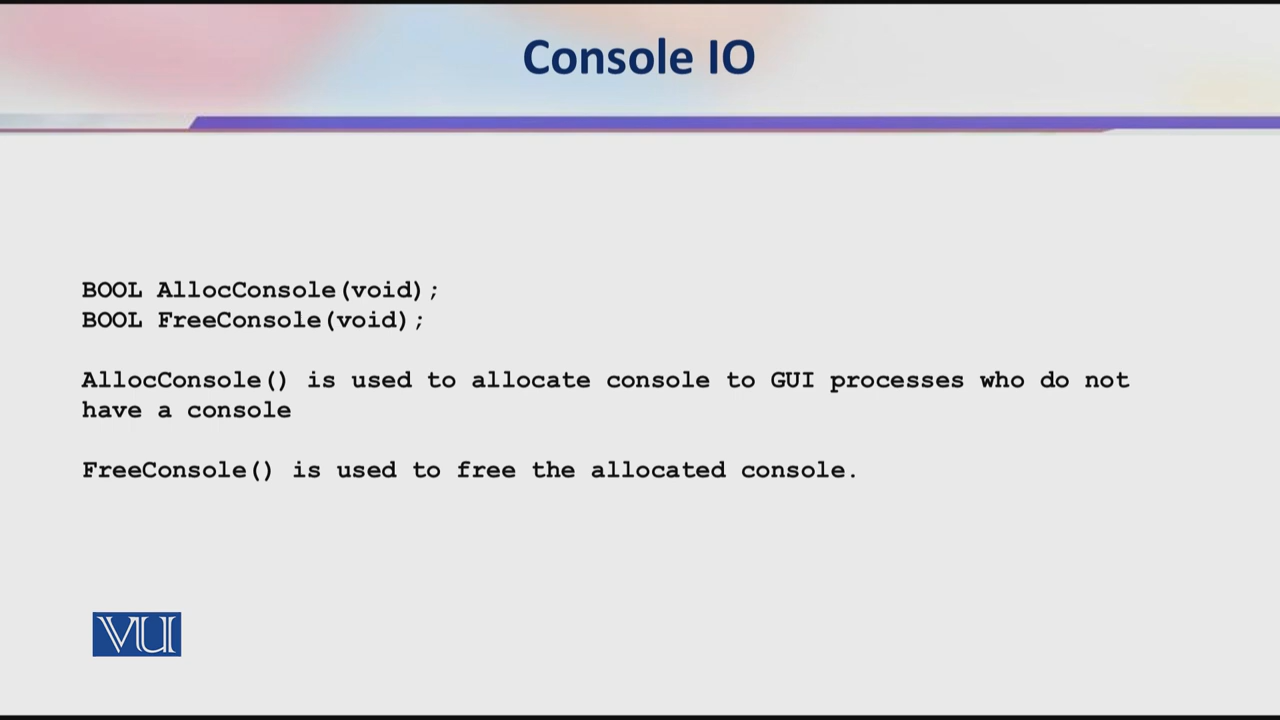 Console IO
BOOL AllocConsole(void);
BOOL FreeConsole(void);
AllocConsole() is used to allocate console to GUI processes who do not
have a console
FreeConsole() is used to free the allocated console.
VU